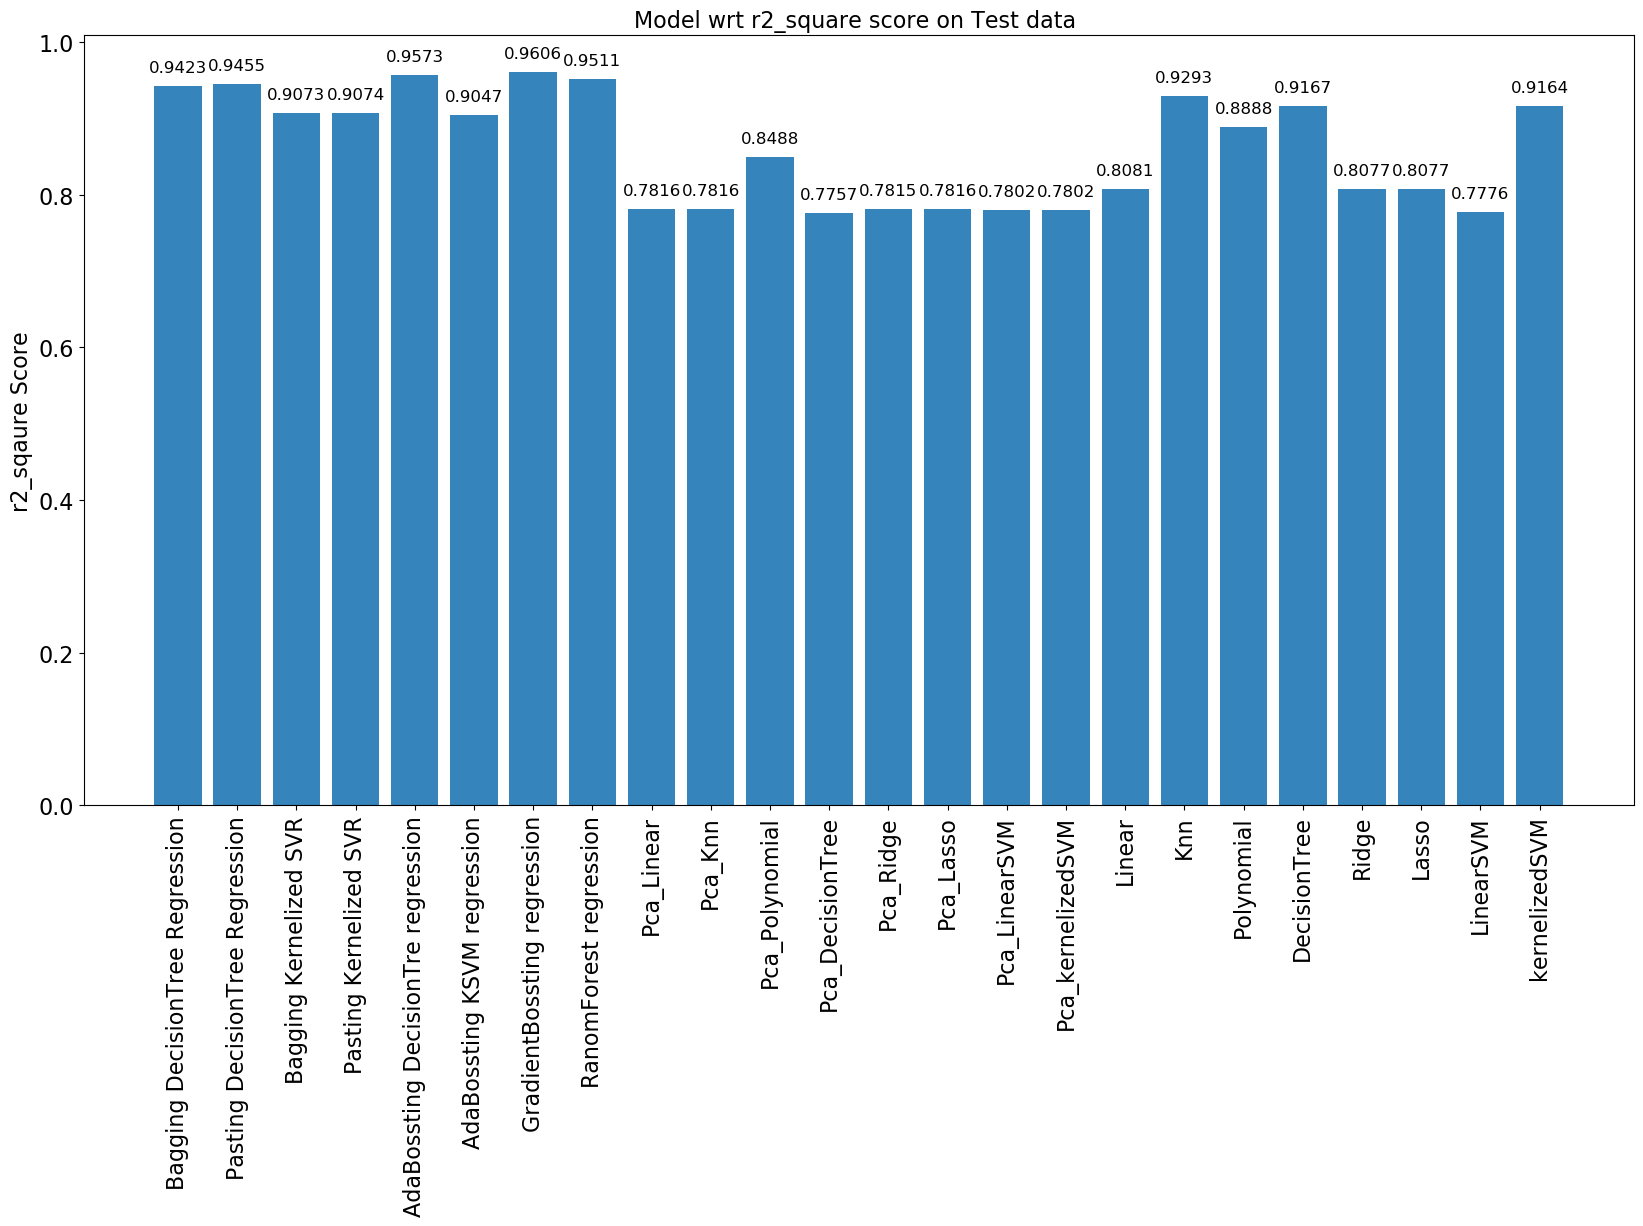 Model wrt r2_square score on Test data
r2_sqaure Score
1.0
0.8
0.6
0.4
0.2
0.0
0.9423
0.9455
0.9073
0.9074
0.9573
0.9047
0.9606
0.9511
0.7816
0.7816
0.8488
0.7757
0.7815
0.7816
0.7802
0.7802
0.8081
0.9293
0.8888
0.9167
0.8077
0.8077
0.7776
0.9164
Bagging DecisionTree Regression
Pasting DecisionTree Regression
Bagging Kernelized SVR
Pasting Kernelized SVR
AdaBossting DecisionTre regression
AdaBossting KSVM regression
GradientBossting regression
RanomForest regression
Pca_Linear
Pca_Knn
Pca_Polynomial
Pca_DecisionTree
Pca_Ridge
Pca_Lasso
Pca_LinearSVM
Pca_kernelizedSVM
Linear
Knn
Polynomial
DecisionTree
Ridge
Lasso
LinearSVM
kernelizedSVM